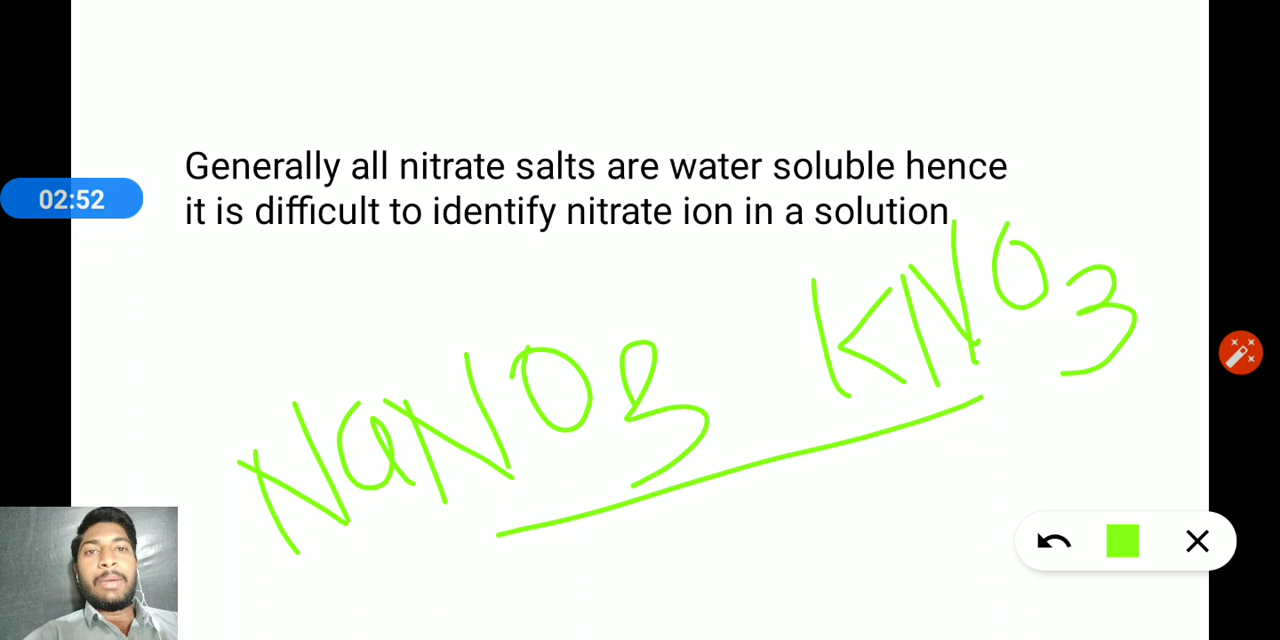 Generally all nitrate salts are water soluble hence
it is difficult to identify nitrate ion in a solution
02:52
NaNO3 KNO3